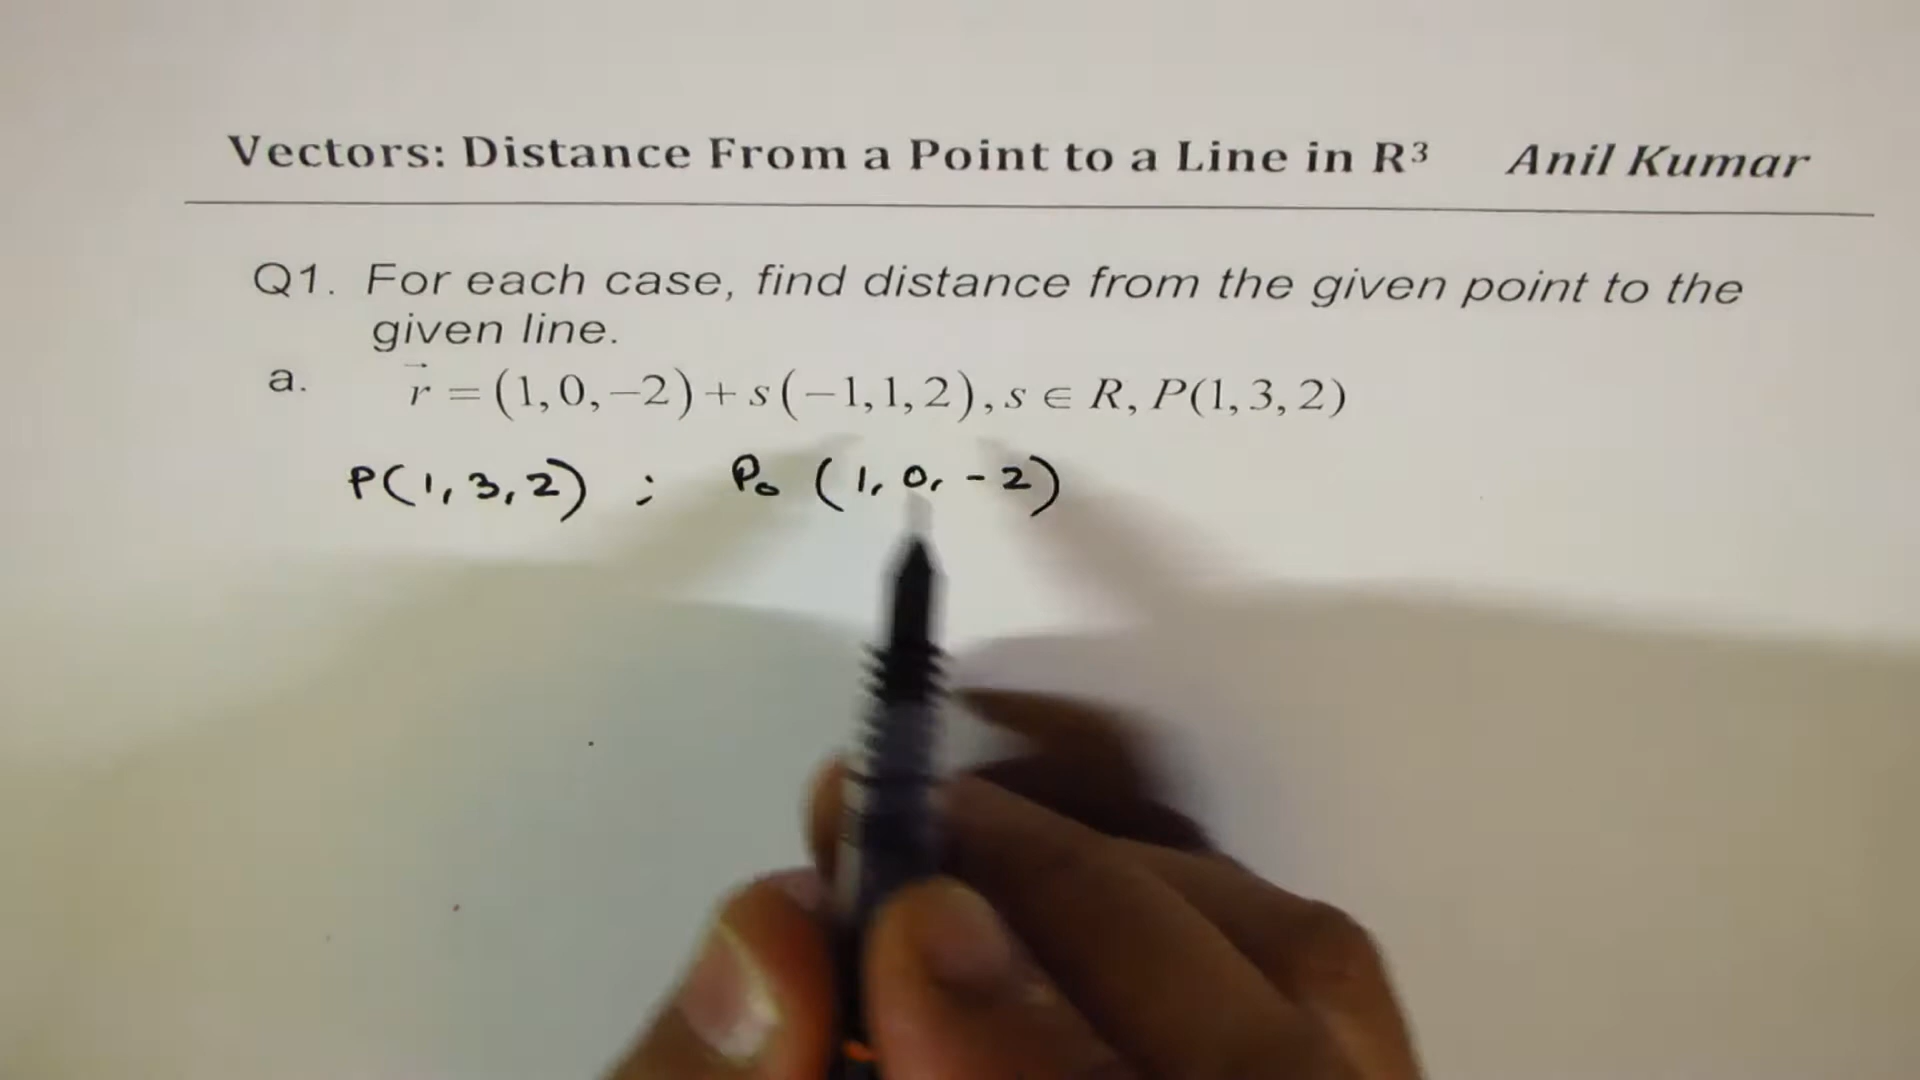 Vectors: Distance From a Point to a Line in R³ Anil Kumar
Q1. For each case, find distance from the given point to the
given line.
a. r⃗ = (1, 0, −2) + s(−1, 1, 2), s ∈ R, P(1, 3, 2)
P(1, 3, 2) ; P₀ (1, 0, -2)